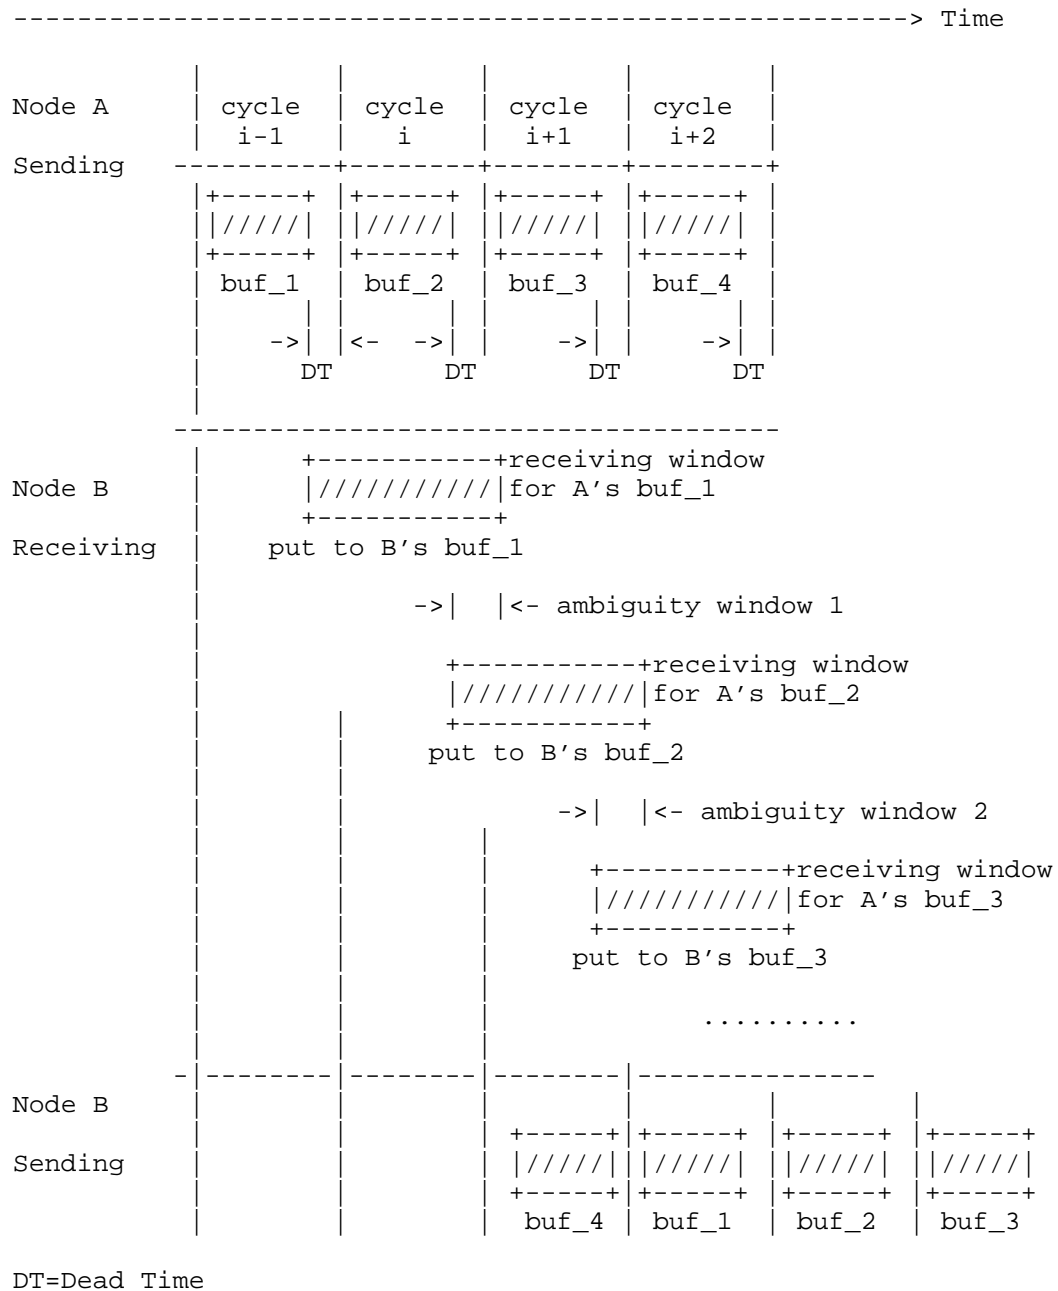 --------------------------------------------------------> Time
Node A cycle cycle cycle cycle
i-1 i i+1 i+2
Sending
buf_1 buf_2 buf_3 buf_4
DT DT DT DT
receiving window
Node B for A's buf_1
Receiving put to B's buf_1
->| |<- ambiguity window 1
receiving window
for A's buf_2
put to B's buf_2
->| |<- ambiguity window 2
receiving window
for A's buf_3
put to B's buf_3
..........
Node B
Sending
buf_4 buf_1 buf_2 buf_3
DT=Dead Time